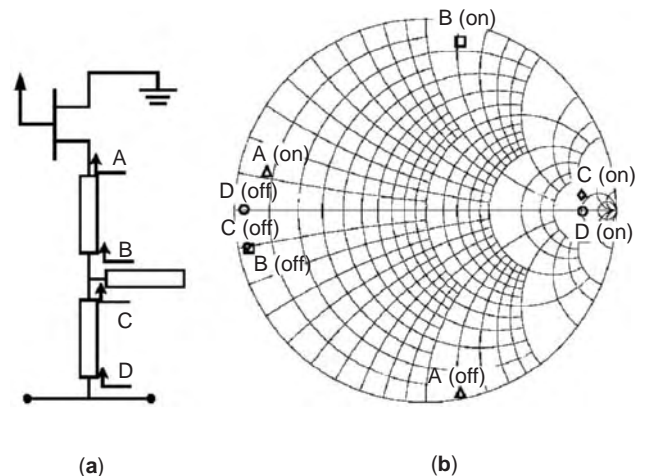 A
B
C
D
(a)
B (on)
A (on)
C (on)
D (off)
C (off)
D (on)
B (off)
A (off)
(b)